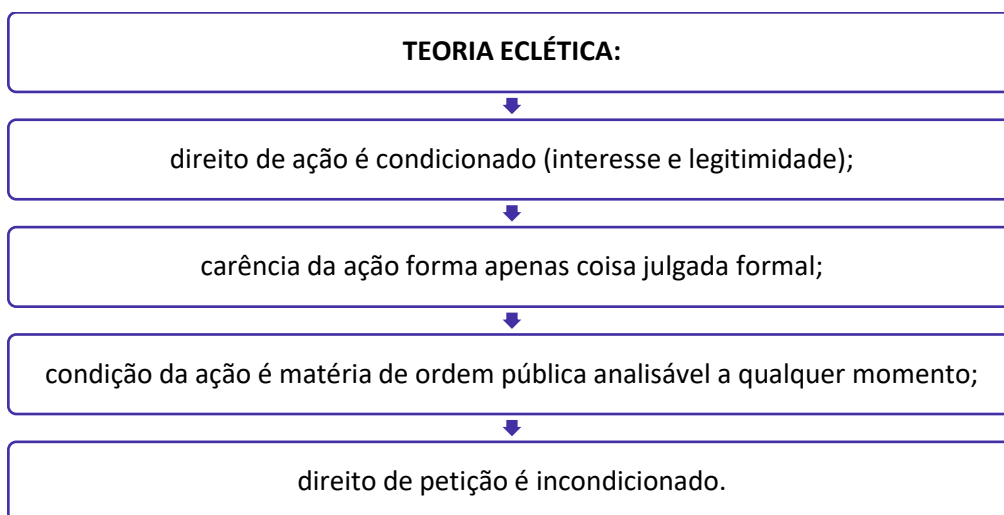 TEORIA ECLÉTICA:
direito de ação é condicionado (interesse e legitimidade);
carência da ação forma apenas coisa julgada formal;
condição da ação é matéria de ordem pública analisável a qualquer momento;
direito de petição é incondicionado.